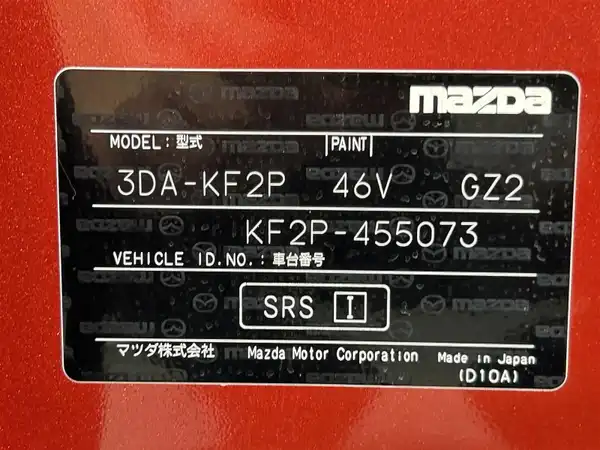 mazda
MODEL : 型式 PAINT
3DA-KF2P 46V GZ2
KF2P-455073
VEHICLE ID.NO. : 車台番号
SRS I
マツダ株式会社 Mazda Motor Corporation Made in Japan
(D10A)